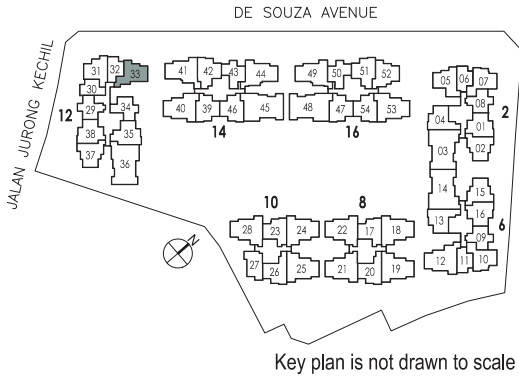 DE SOUZA AVENUE
JALAN JURONG KECHIL
31 32 33
30
29 34
12
38 35
37 36
41 42 43 44
40 39 46 45
14
49 50 51 52
48 47 54 53
16
05 06 07
08
04 01
2
03 02
14 15
13 16
6
09
12 11 10
10
28 23 24
27 26 25
8
22 17 18
21 20 19
N
Key plan is not drawn to scale